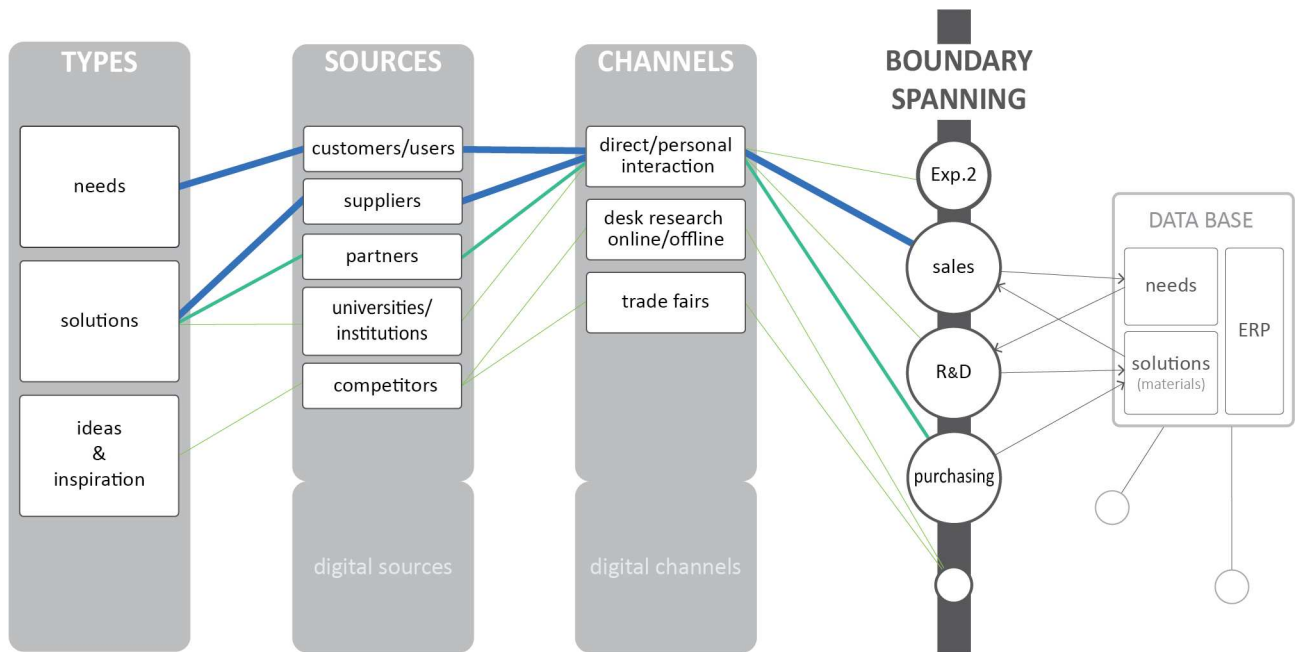 TYPES
needs
solutions
ideas
&
inspiration
SOURCES
customers/users
suppliers
partners
universities/
institutions
competitors
digital sources
CHANNELS
direct/personal
interaction
desk research
online/offline
trade fairs
digital channels
BOUNDARY
SPANNING
Exp.2
sales
R&D
purchasing
DATA BASE
needs
solutions
(materials)
ERP